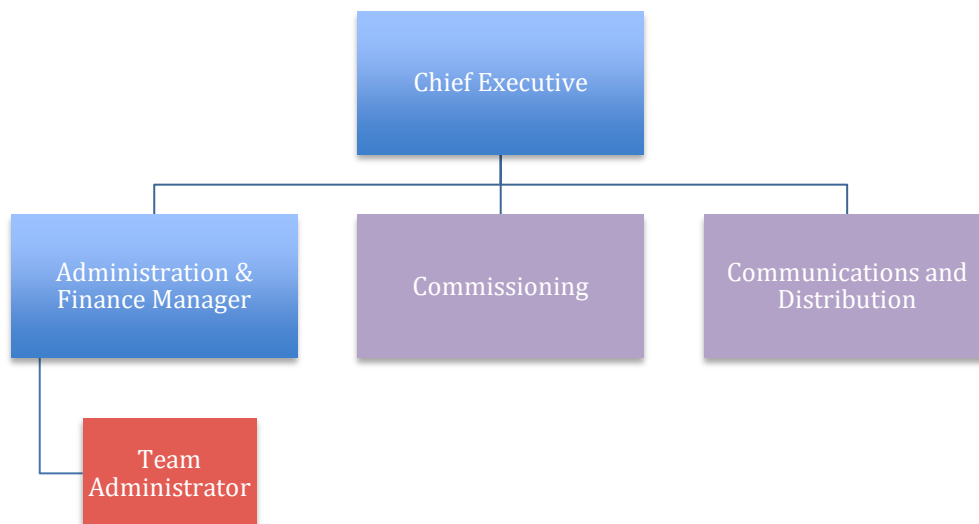 Chief Executive
Administration &
Finance Manager
Commissioning
Communications and
Distribution
Team
Administrator